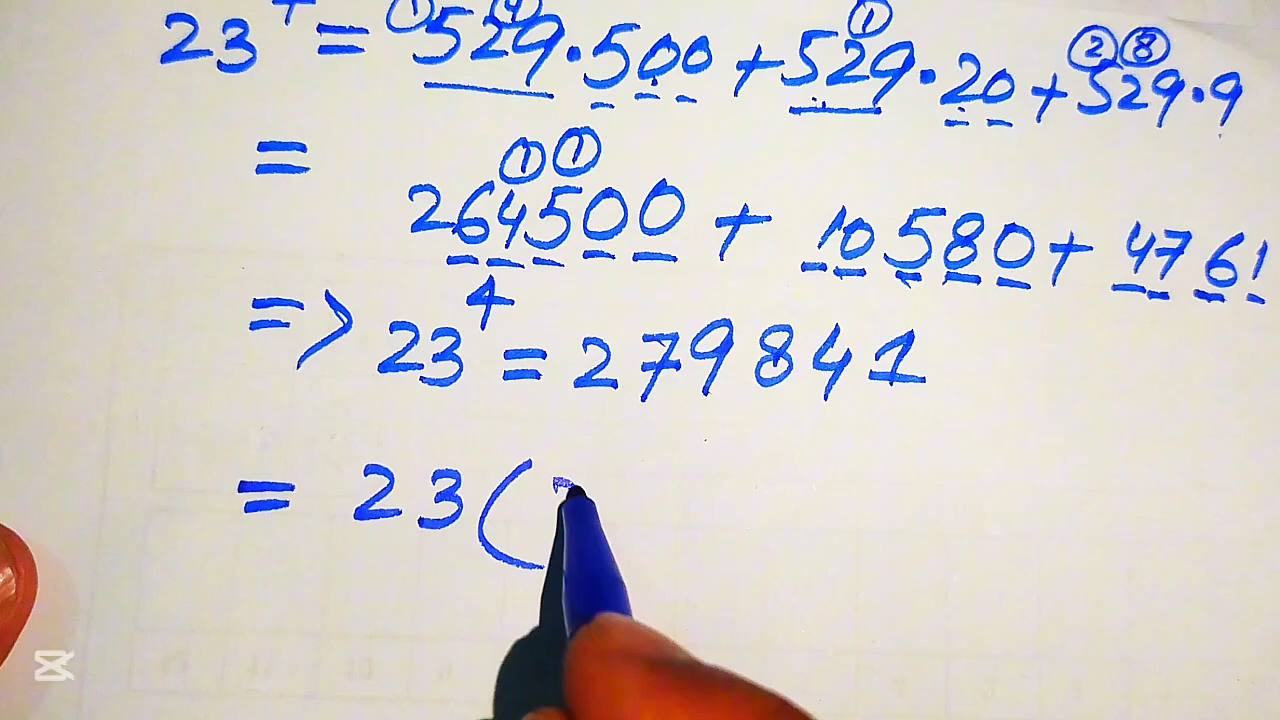 23⁴ = 529·500 + 529·20 + 529·9
= 264500 + 10580 + 4761
=> 23⁴ = 279841
= 23(